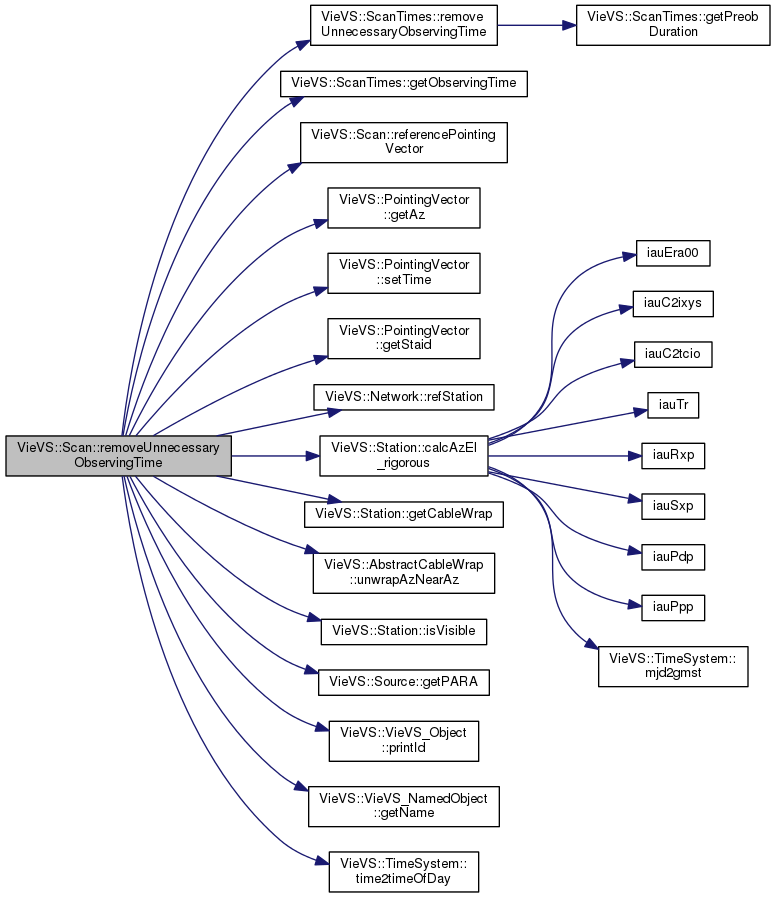 VieVS::Scan::removeUnnecessary
ObservingTime
VieVS::ScanTimes::remove
UnnecessaryObservingTime
VieVS::ScanTimes::getPreob
Duration
VieVS::ScanTimes::getObservingTime
VieVS::Scan::referencePointing
Vector
VieVS::PointingVector
::getAz
VieVS::PointingVector
::setTime
VieVS::PointingVector
::getStaid
VieVS::Network::refStation
VieVS::Station::calcAzEl
_rigorous
iauEra00
iauC2ixys
iauC2tcio
iauTr
iauRxp
iauSxp
iauPdp
iauPpp
VieVS::TimeSystem::
mjd2gmst
VieVS::Station::getCableWrap
VieVS::AbstractCableWrap
::unwrapAzNearAz
VieVS::Station::isVisible
VieVS::Source::getPARA
VieVS::VieVS_Object
::printId
VieVS::VieVS_NamedObject
::getName
VieVS::TimeSystem::
time2timeOfDay